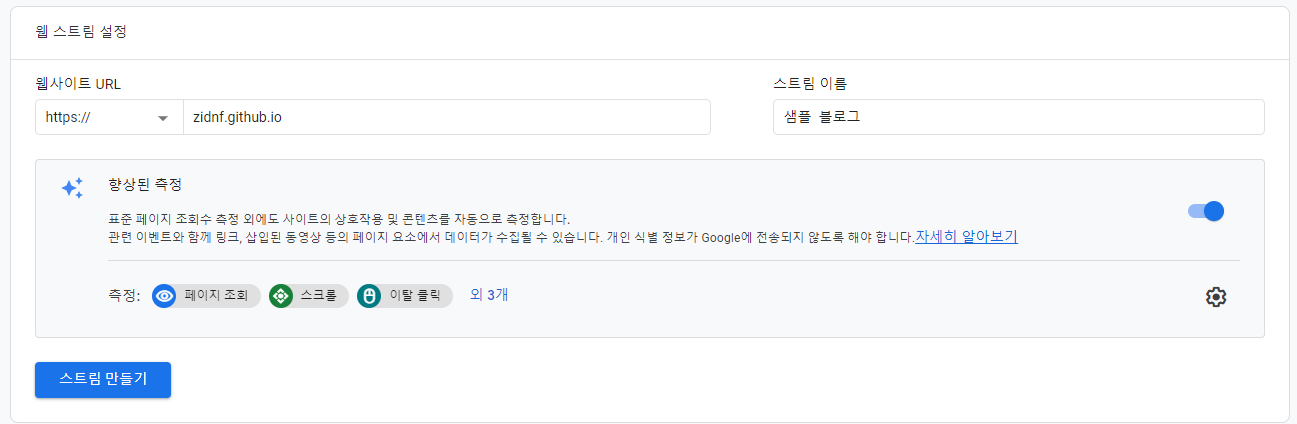 웹 스트림 설정
웹사이트 URL
스트림 이름
https://
zidnf.github.io
샘플 블로그
향상된 측정
표준 페이지 조회수 측정 외에도 사이트의 상호작용 및 콘텐츠를 자동으로 측정합니다.
관련 이벤트와 함께 링크, 삽입된 동영상 등의 페이지 요소에서 데이터가 수집될 수 있습니다. 개인 식별 정보가 Google에 전송되지 않도록 해야 합니다.자세히 알아보기
측정: 페이지 조회 스크롤 이탈 클릭 외 3개
스트림 만들기